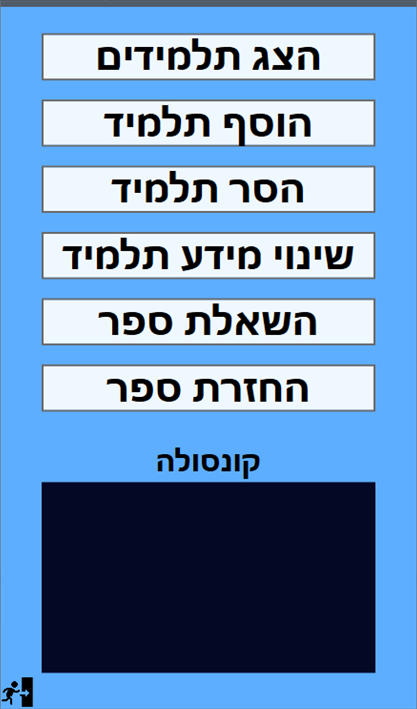 הצג תלמידים
הוסף תלמיד
הסר תלמיד
שינוי מידע תלמיד
השאלת ספר
החזרת ספר
קונסולה